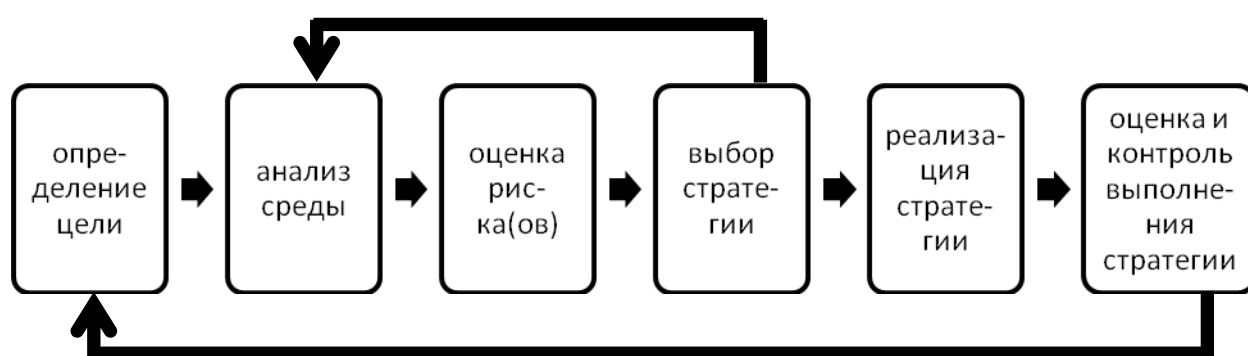 опре-
деление
цели
анализ
среды
оценка
рис-
ка(ов)
выбор
страте-
гии
реализа-
ция
страте-
гии
оценка и
контроль
выполне-
ния
стратегии